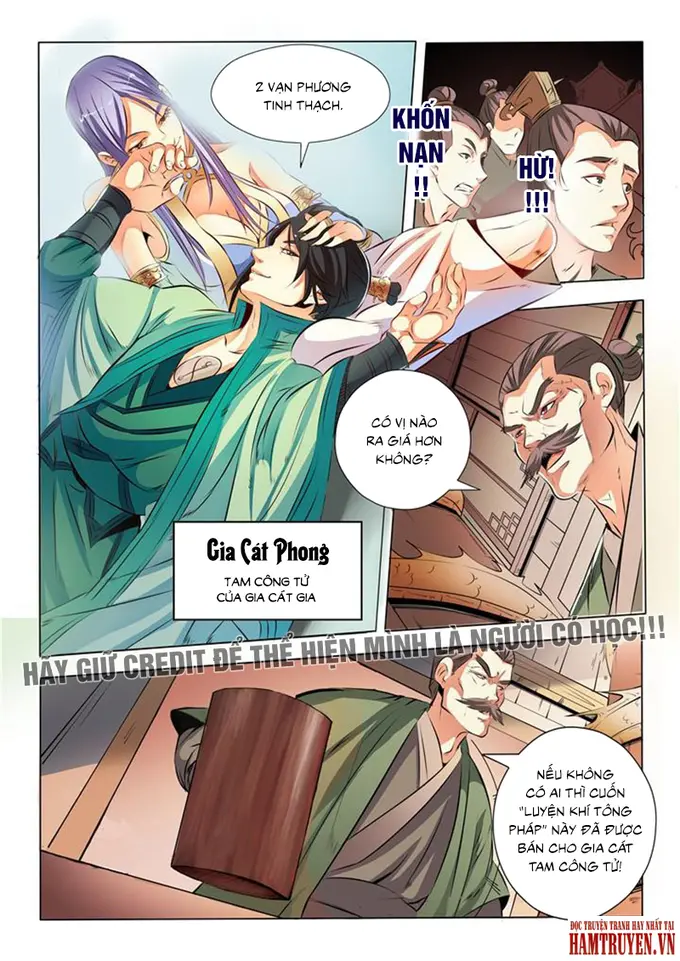 2 VẠN PHƯƠNG
TINH THẠCH.
KHỐN
NẠN
!!
HỪ!
!!!
CÓ VỊ NÀO
RA GIÁ HƠN
KHÔNG?
Gia Cát Phong
TAM CÔNG TỬ
CỦA GIA CÁT GIA
HÃY GIỮ CREDIT ĐỂ THỂ HIỆN MÌNH LÀ NGƯỜI CÓ HỌC!!!
NẾU KHÔNG
CÓ AI THÌ CUỐN
"LUYỆN KHÍ TÔNG
PHÁP" NÀY ĐÃ ĐƯỢC
BÁN CHO GIA CÁT
TAM CÔNG TỬ!
ĐỌC TRUYỆN TRANH HAY NHẤT TẠI
HAMTRUYEN.VN